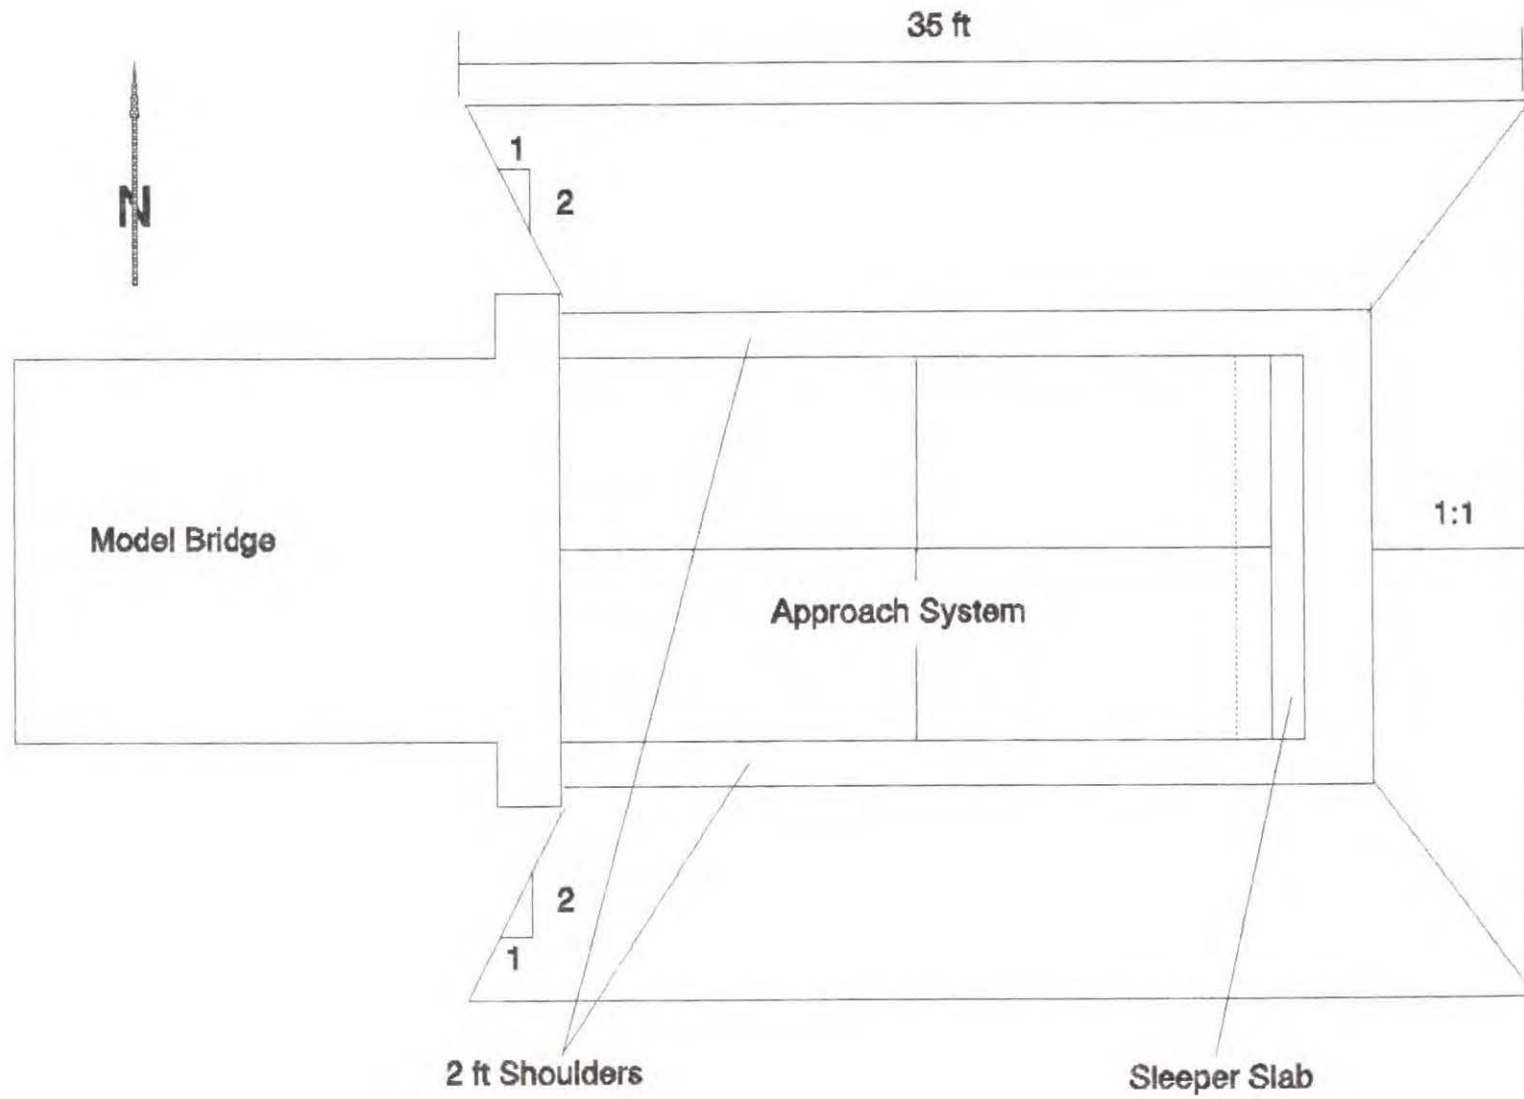 35 ft
1
2
N
Model Bridge
1:1
Approach System
2
1
2 ft Shoulders
Sleeper Slab